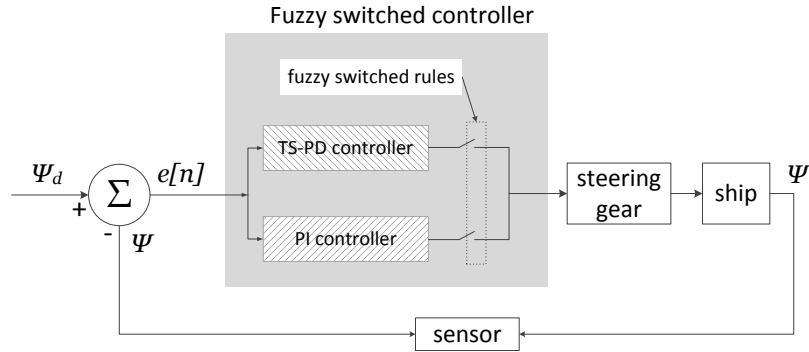 Fuzzy switched controller
fuzzy switched rules
TS-PD controller
Ψd
e[n]
Σ
+
-
Ψ
PI controller
steering
gear
ship
Ψ
sensor